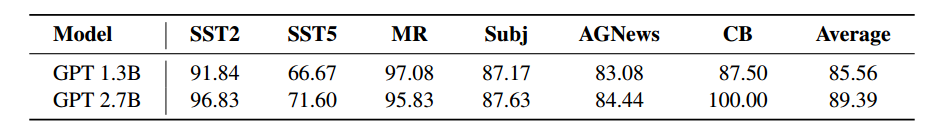 Model SST2 SST5 MR Subj AGNews CB Average
GPT 1.3B 91.84 66.67 97.08 87.17 83.08 87.50 85.56
GPT 2.7B 96.83 71.60 95.83 87.63 84.44 100.00 89.39